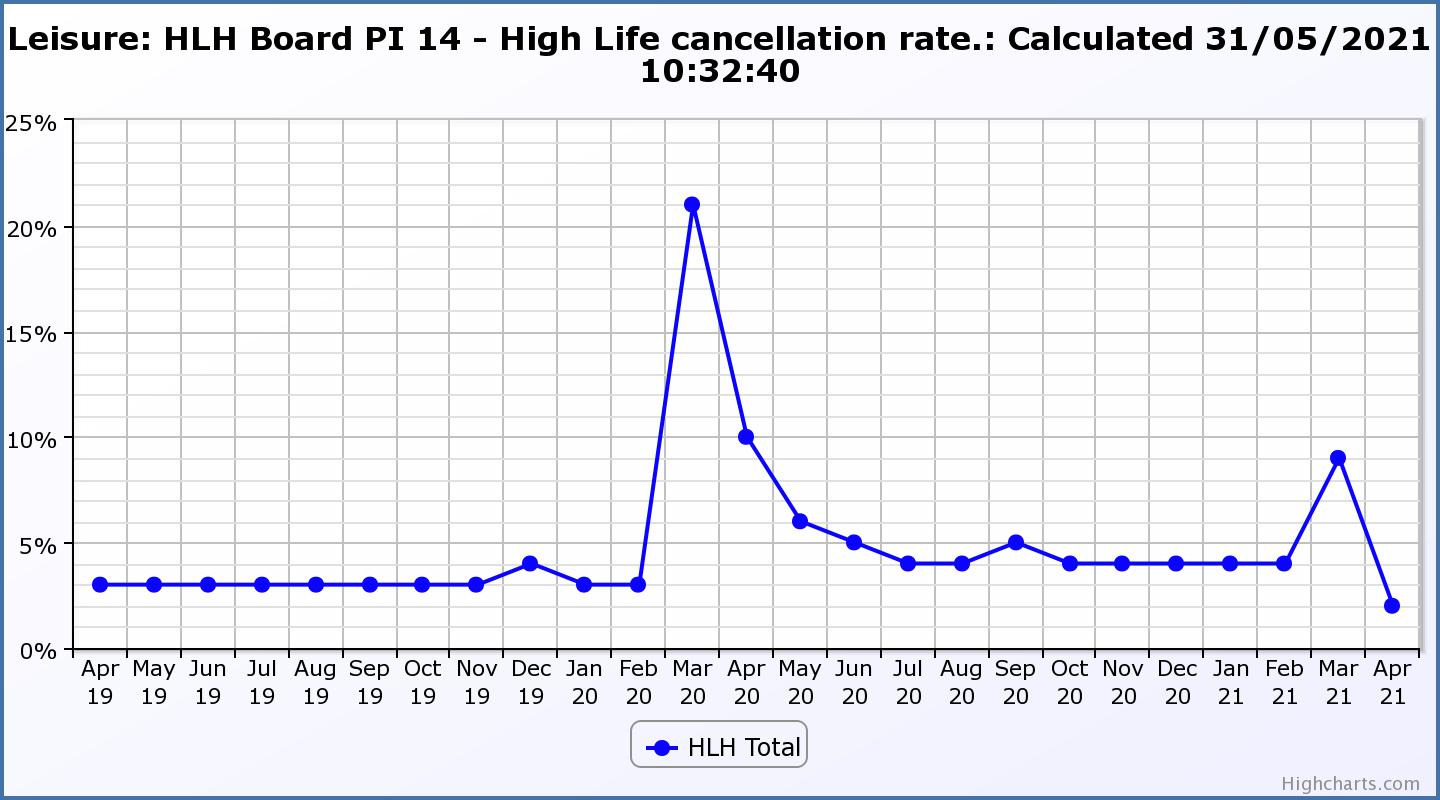 Leisure: HLH Board PI 14 - High Life cancellation rate.: Calculated 31/05/2021
10:32:40
25%
20%
15%
10%
5%
0%
Apr May Jun Jul Aug Sep Oct Nov Dec Jan Feb Mar Apr May Jun Jul Aug Sep Oct Nov Dec Jan Feb Mar Apr
19 19 19 19 19 19 19 19 19 20 20 20 20 20 20 20 20 20 20 20 20 21 21 21 21
HLH Total
Highcharts.com